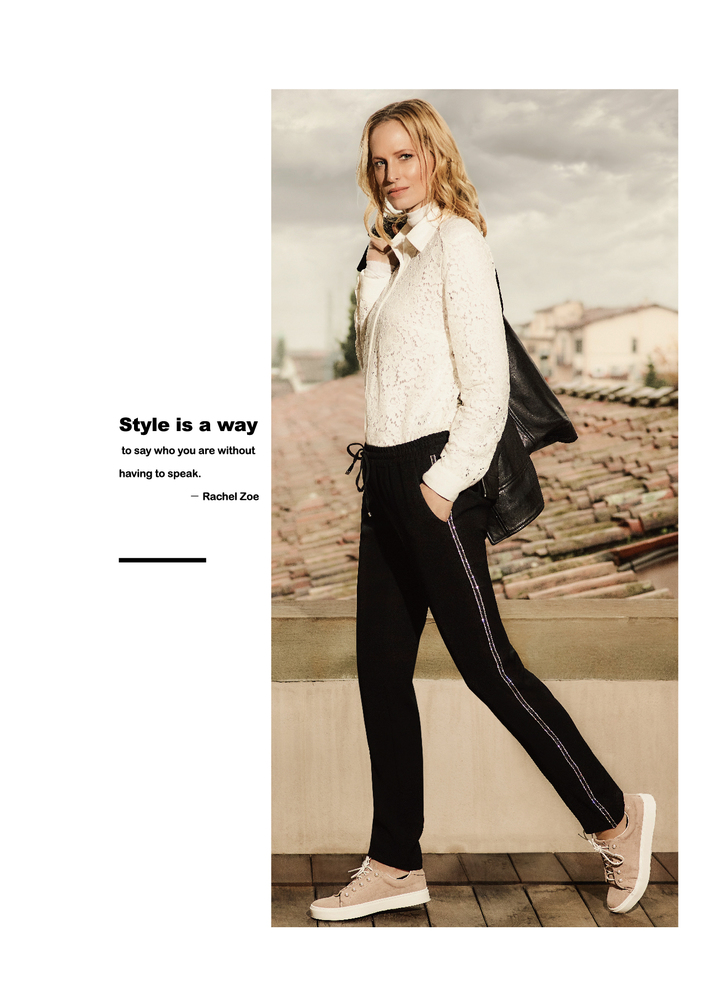 Style is a way
to say who you are without
having to speak.
— Rachel Zoe